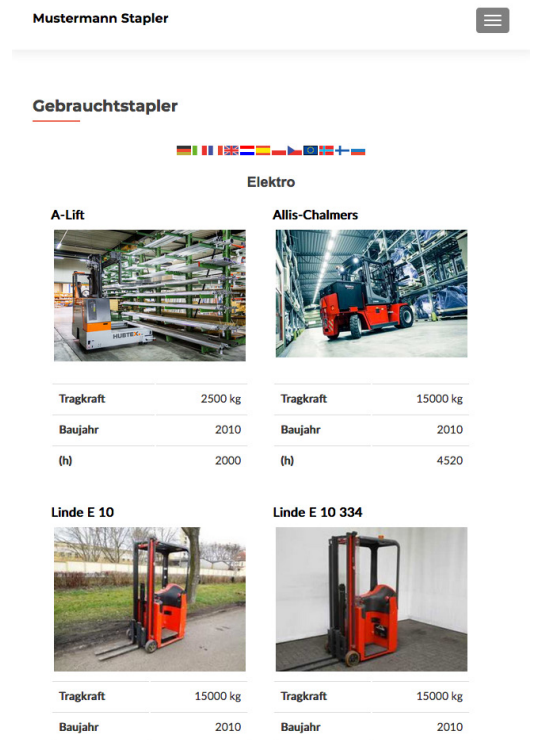 Mustermann Stapler
Gebrauchtstapler
Elektro
A-Lift
Allis-Chalmers
HUBTEX
Tragkraft 2500 kg
Tragkraft 15000 kg
Baujahr 2010
Baujahr 2010
(h) 2000
(h) 4520
Linde E 10
Linde E 10 334
Tragkraft 15000 kg
Tragkraft 15000 kg
Baujahr 2010
Baujahr 2010